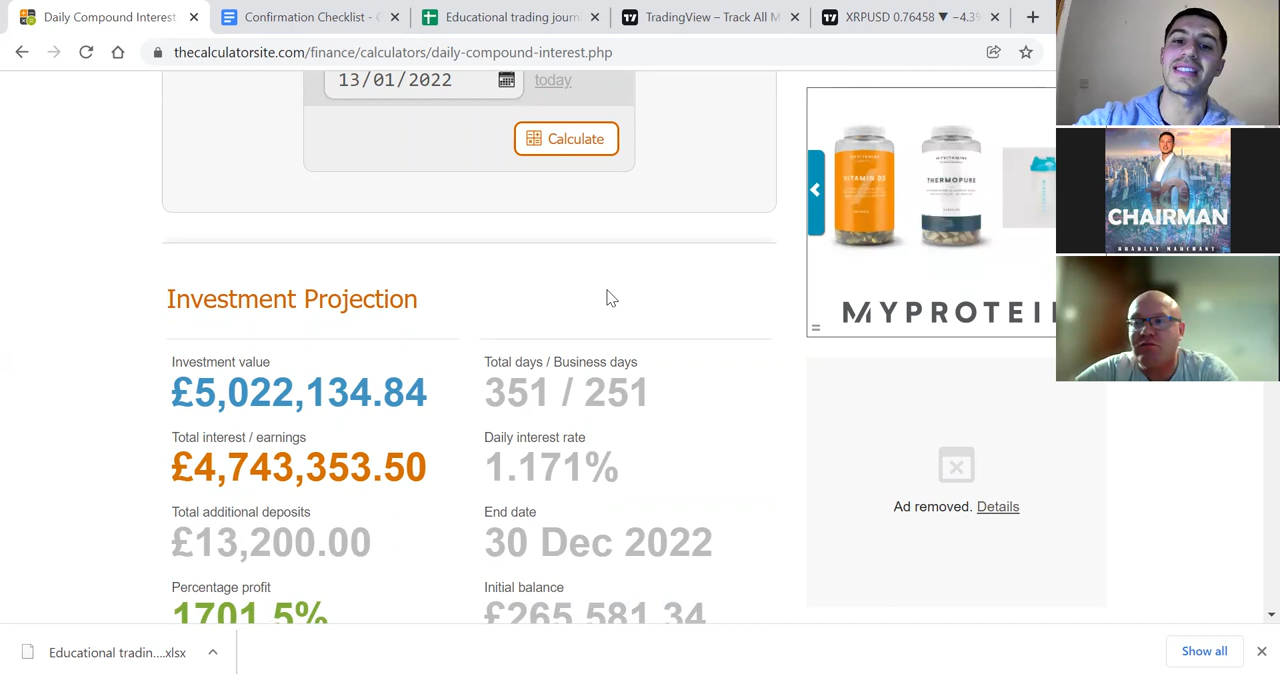 Daily Compound Interest
Confirmation Checklist -
Educational trading journ
TradingView – Track All M
XRPUSD 0.76458 ▼ −4.3
thecalculatorsite.com/finance/calculators/daily-compound-interest.php
13/01/2022
today
Calculate
Investment Projection
Investment value
£5,022,134.84
Total days / Business days
351 / 251
Total interest / earnings
£4,743,353.50
Daily interest rate
1.171%
Total additional deposits
£13,200.00
End date
30 Dec 2022
Percentage profit
1701.5%
Initial balance
£265,581.34
VITAMIN D3
THERMOPURE
MYPROTEIN
Ad removed. Details
CHAIRMAN
BRADLEY MARCHANT
Educational tradin....xlsx
Show all